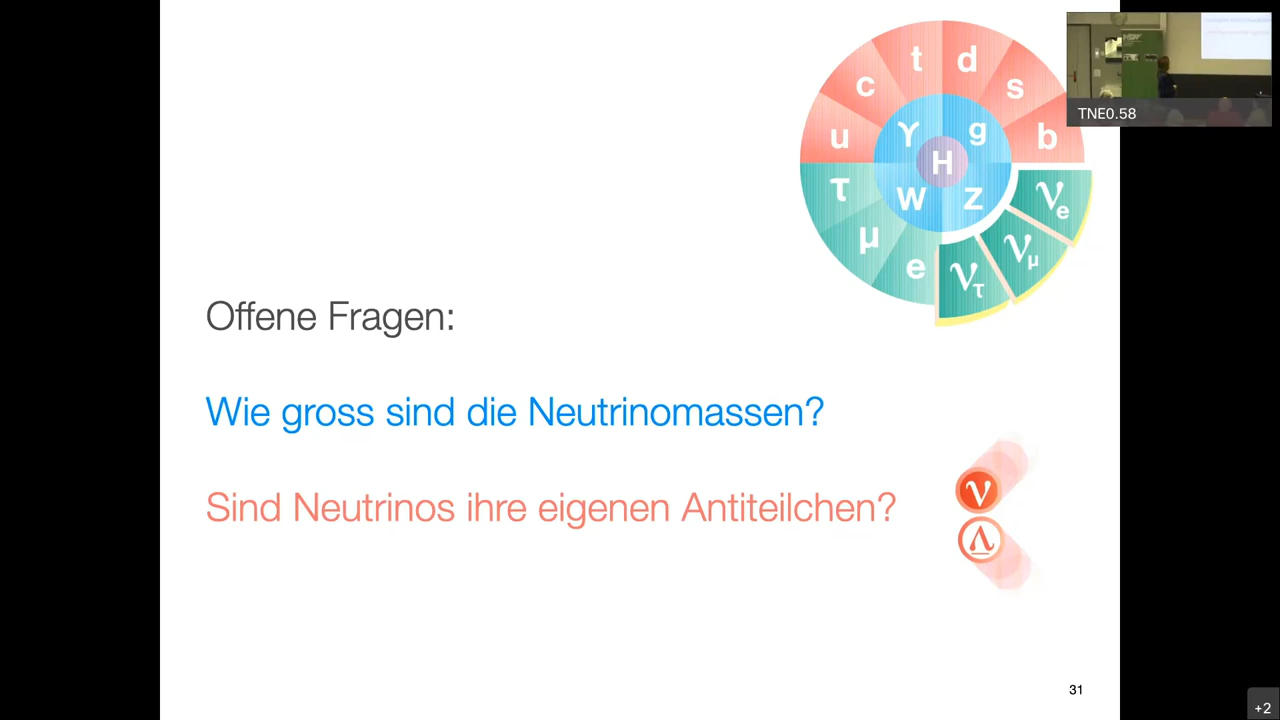 t d
c s
u γ g b
H
τ W Z νe
μ νμ
e ντ
TNE0.58
Offene Fragen:
Wie gross sind die Neutrinomassen?
Sind Neutrinos ihre eigenen Antiteilchen?
ν
ν
31
+2